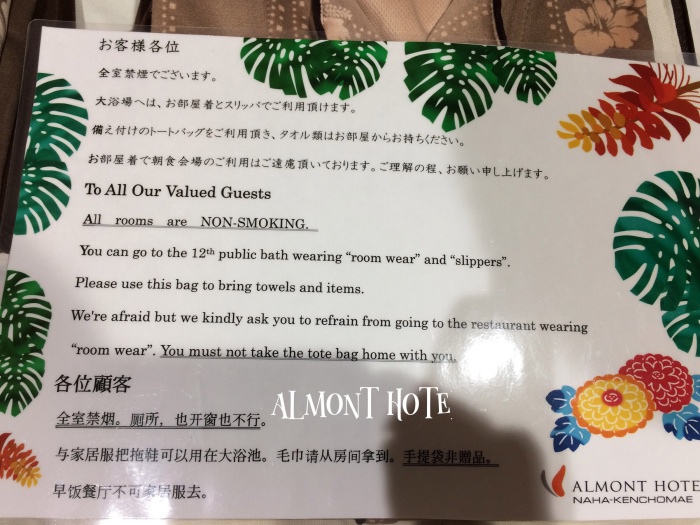 お客様各位
全室禁煙でございます。
大浴場へは、お部屋着とスリッパでご利用頂けます。
備え付けのトートバッグをご利用頂き、タオル類はお部屋からお持ちください。
お部屋着で朝食会場のご利用はご遠慮頂いております。ご理解の程、お願い申し上げます。
To All Our Valued Guests
All rooms are NON-SMOKING.
You can go to the 12th public bath wearing “room wear” and “slippers”.
Please use this bag to bring towels and items.
We're afraid but we kindly ask you to refrain from going to the restaurant wearing
“room wear”. You must not take the tote bag home with you.
各位顧客
全室禁烟。厕所，也开窗也不行。
与家居服把拖鞋可以用在大浴池。毛巾请从房间拿到。手提袋非赠品。
早饭餐厅不可家居服去。
ALMONT HOTE
ALMONT HOTE
NAHA-KENCHOMAE